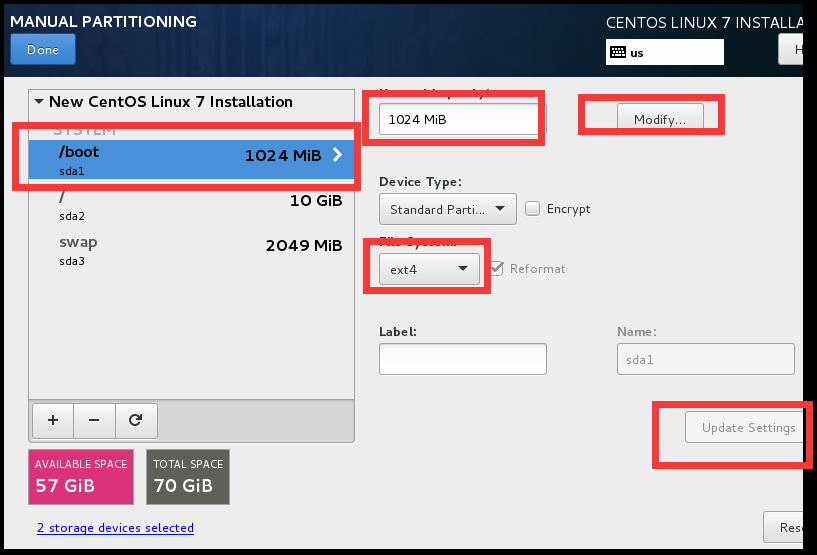 MANUAL PARTITIONING
CENTOS LINUX 7 INSTALLA
Done
us
H
New CentOS Linux 7 Installation
SYSTEM
/boot
1024 MiB
sda1
/
10 GiB
sda2
swap
2049 MiB
sda3
1024 MiB
Modify...
Device Type:
Standard Parti...
Encrypt
File System:
ext4
Reformat
Label:
Name:
sda1
Update Settings
+
−
AVAILABLE SPACE
57 GiB
TOTAL SPACE
70 GiB
2 storage devices selected
Rese